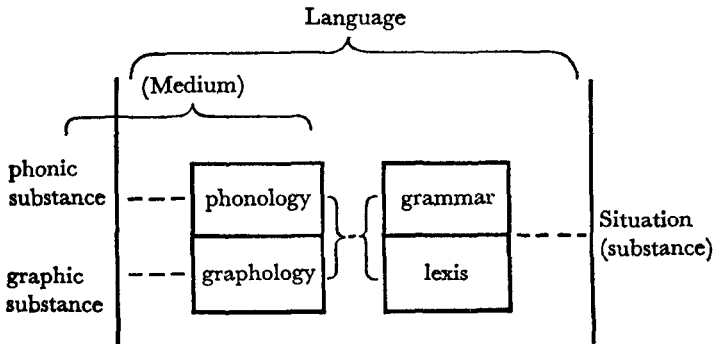 Language
(Medium)
phonic
substance
phonology
grammar
Situation
(substance)
graphic
substance
graphology
lexis